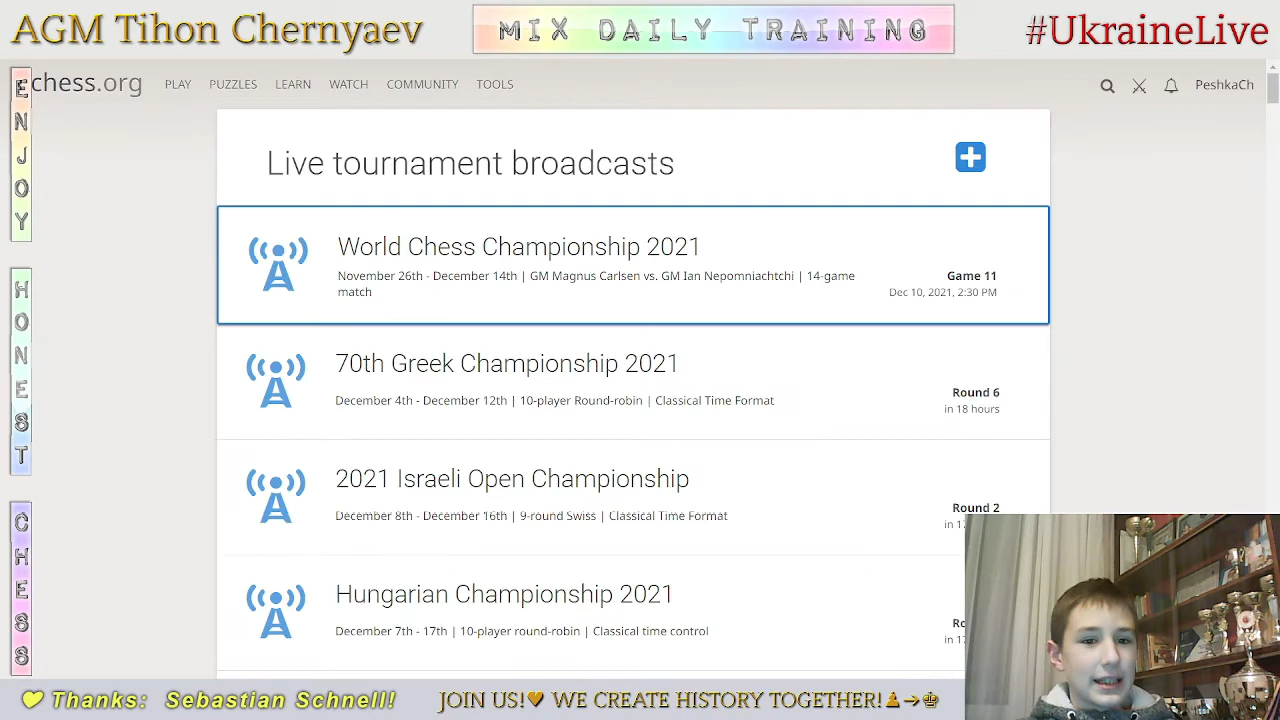 AGM Tihon Chernyaev
MIX DAILY TRAINING
#UkraineLive
chess.org
PLAY PUZZLES LEARN WATCH COMMUNITY TOOLS
PeshkaCh
ENJOY
HONEST
CHESS
Live tournament broadcasts
World Chess Championship 2021
November 26th - December 14th | GM Magnus Carlsen vs. GM Ian Nepomniachtchi | 14-game
match
Game 11
Dec 10, 2021, 2:30 PM
70th Greek Championship 2021
December 4th - December 12th | 10-player Round-robin | Classical Time Format
Round 6
in 18 hours
2021 Israeli Open Championship
December 8th - December 16th | 9-round Swiss | Classical Time Format
Round 2
in 17
Hungarian Championship 2021
December 7th - 17th | 10-player round-robin | Classical time control
Ro
in 17
Thanks: Sebastian Schnell!
JOIN US!🧡 WE CREATE HISTORY TOGETHER!♟→♚